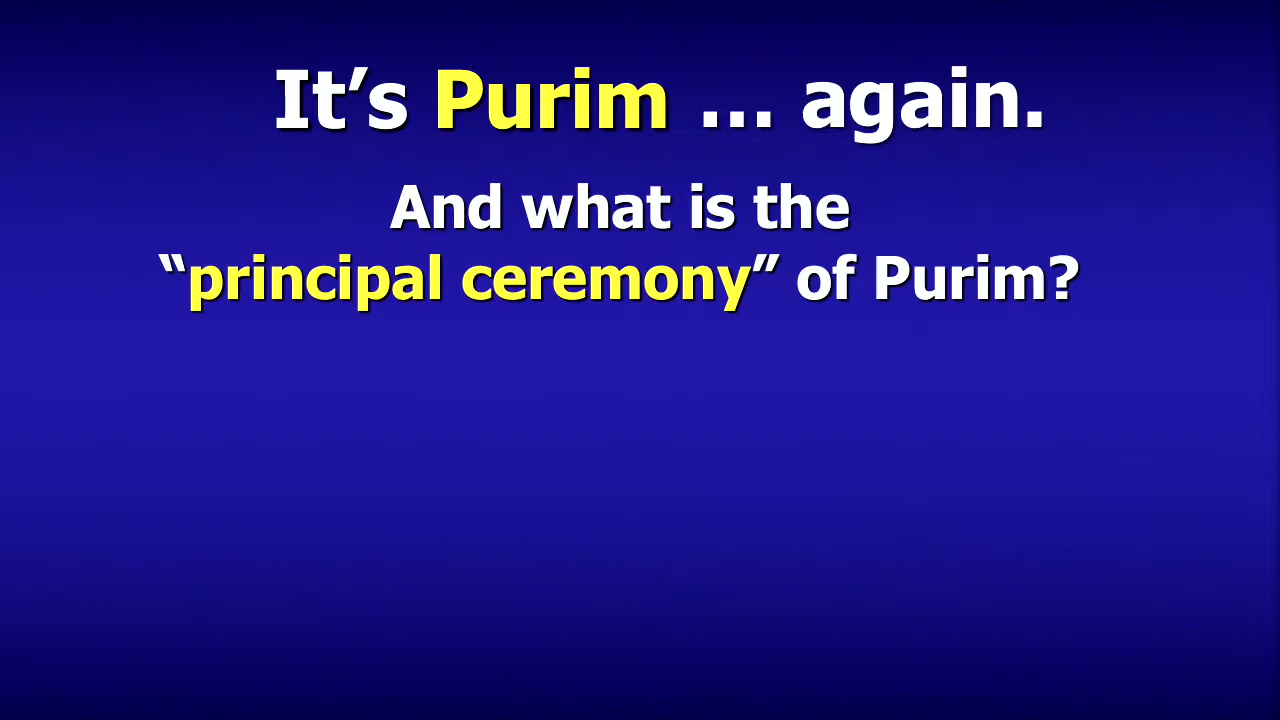 It’s Purim … again.
And what is the
“principal ceremony” of Purim?